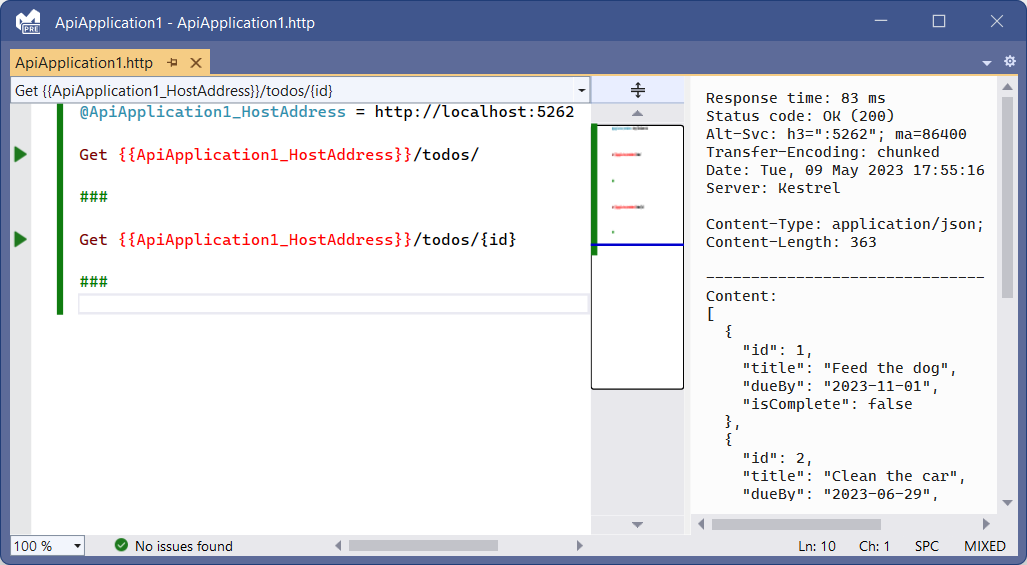 PRE
ApiApplication1 - ApiApplication1.http
ApiApplication1.http
Get {{ApiApplication1_HostAddress}}/todos/{id}
@ApiApplication1_HostAddress = http://localhost:5262
Get {{ApiApplication1_HostAddress}}/todos/
###
Get {{ApiApplication1_HostAddress}}/todos/{id}
###
Response time: 83 ms
Status code: OK (200)
Alt-Svc: h3=":5262"; ma=86400
Transfer-Encoding: chunked
Date: Tue, 09 May 2023 17:55:16
Server: Kestrel
Content-Type: application/json;
Content-Length: 363
-------------------------------
Content:
[
{
"id": 1,
"title": "Feed the dog",
"dueBy": "2023-11-01",
"isComplete": false
},
{
"id": 2,
"title": "Clean the car",
"dueBy": "2023-06-29",
100 %
No issues found
Ln: 10
Ch: 1
SPC
MIXED